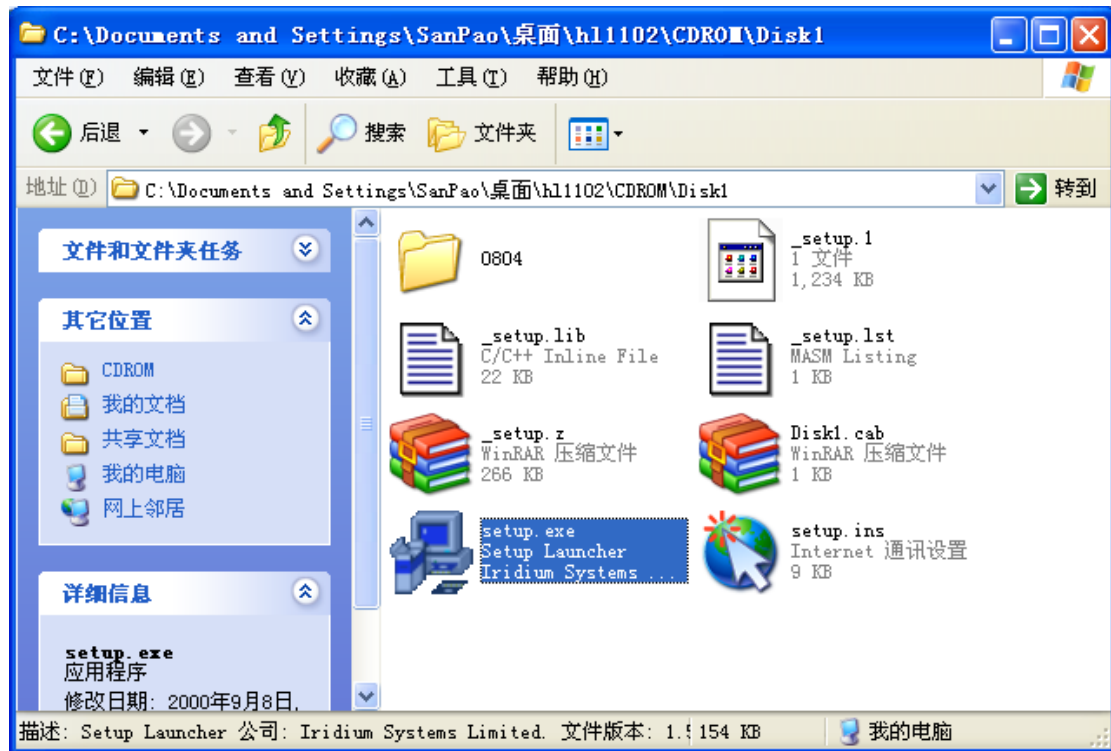 C:\Documents and Settings\SanPao\桌面\hl1102\CDROM\Disk1
文件(F) 编辑(E) 查看(V) 收藏(A) 工具(T) 帮助(H)
后退 搜索 文件夹
地址(D) C:\Documents and Settings\SanPao\桌面\hl1102\CDROM\Disk1 转到
文件和文件夹任务
其它位置
CDROM
我的文档
共享文档
我的电脑
网上邻居
详细信息
setup.exe
应用程序
修改日期: 2000年9月8日,
0804
_setup.1
1 文件
1,234 KB
_setup.lib
C/C++ Inline File
22 KB
_setup.lst
MASM Listing
1 KB
_setup.z
WinRAR 压缩文件
266 KB
Disk1.cab
WinRAR 压缩文件
1 KB
setup.exe
Setup Launcher
Iridium Systems ...
setup.ins
Internet 通讯设置
9 KB
描述: Setup Launcher 公司: Iridium Systems Limited. 文件版本: 1. 154 KB 我的电脑